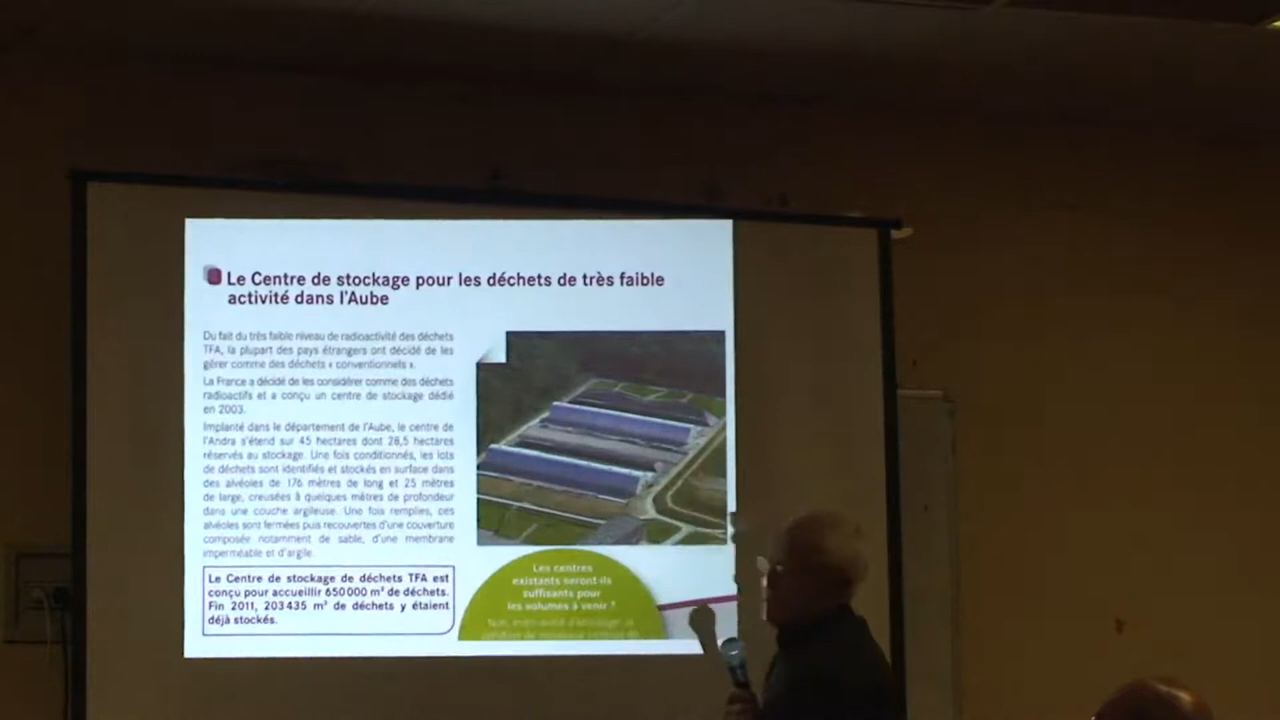 Le Centre de stockage pour les déchets de très faible
activité dans l'Aube
Du fait du très faible niveau de radioactivité des déchets
TFA, la plupart des pays étrangers ont décidé de les
gérer comme des déchets « conventionnels ».
La France a décidé de les considérer comme des déchets
radioactifs et a conçu un centre de stockage dédié
en 2003.
Implanté dans le département de l'Aube, le centre de
l'Andra s'étend sur 45 hectares dont 28,5 hectares
réservés au stockage. Une fois conditionnés, les lots
de déchets sont identifiés et stockés en surface dans
des alvéoles de 176 mètres de long et 25 mètres
de large, creusées à quelques mètres de profondeur
dans une couche argileuse. Une fois remplies, ces
alvéoles sont fermées puis recouvertes d'une couverture
composée notamment de sable, d'une membrane
imperméable et d'argile.
Le Centre de stockage de déchets TFA est
conçu pour accueillir 650 000 m³ de déchets.
Fin 2011, 203 435 m³ de déchets y étaient
déjà stockés.
Les centres
existants seront-ils
suffisants pour
les volumes à venir ?